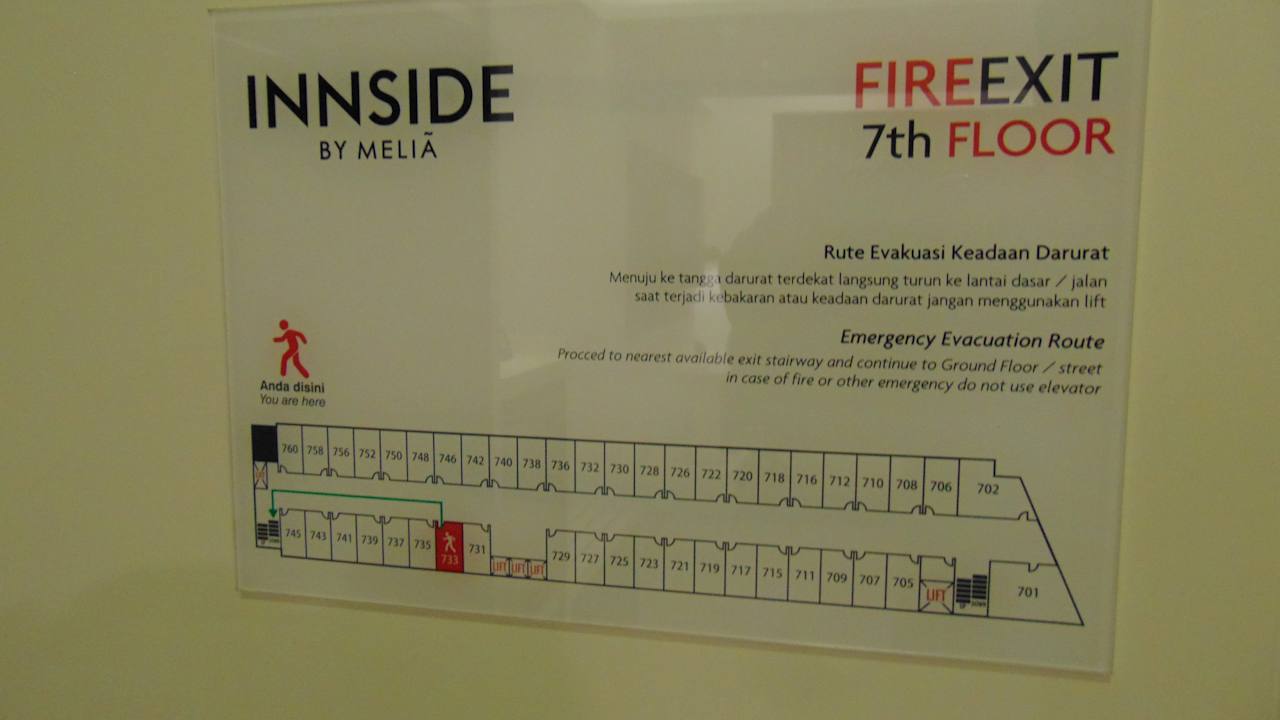 INNSIDE
BY MELIÃ
FIREEXIT
7th FLOOR
Rute Evakuasi Keadaan Darurat
Menuju ke tangga darurat terdekat langsung turun ke lantai dasar / jalan
saat terjadi kebakaran atau keadaan darurat jangan menggunakan lift
Emergency Evacuation Route
Procced to nearest available exit stairway and continue to Ground Floor / street
in case of fire or other emergency do not use elevator
Anda disini
You are here
760 758 756 752 750 748 746 742 740 738 736 732 730 728 726 722 720 718 716 712 710 708 706 702
745 743 741 739 737 735 733 731 LIFT LIFT LIFT 729 727 725 723 721 719 717 715 711 709 707 705 LIFT 701
UP DOWN